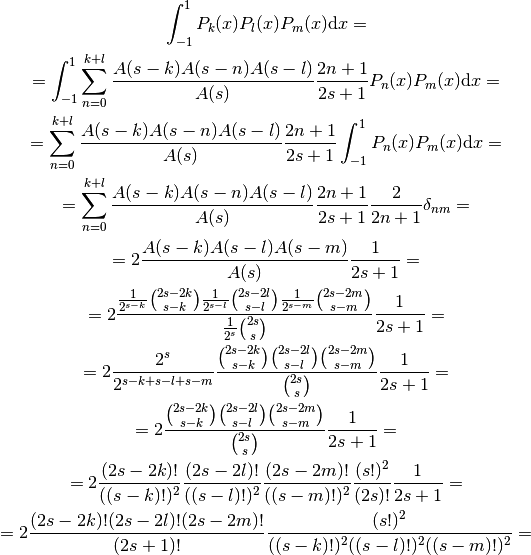 \int_{-1}^{1} P_k(x)P_l(x)P_m(x)\mathrm{d}x =
= \int_{-1}^{1} \sum_{n=0}^{k+l} \frac{A(s-k)A(s-n)A(s-l)}{A(s)} \frac{2n+1}{2s+1} P_n(x)P_m(x)\mathrm{d}x =
= \sum_{n=0}^{k+l} \frac{A(s-k)A(s-n)A(s-l)}{A(s)} \frac{2n+1}{2s+1} \int_{-1}^{1} P_n(x)P_m(x)\mathrm{d}x =
= \sum_{n=0}^{k+l} \frac{A(s-k)A(s-n)A(s-l)}{A(s)} \frac{2n+1}{2s+1} \frac{2}{2n+1} \delta_{nm} =
= 2 \frac{A(s-k)A(s-l)A(s-m)}{A(s)} \frac{1}{2s+1} =
= 2 \frac{\frac{1}{2^{s-k}} \binom{2s-2k}{s-k} \frac{1}{2^{s-l}} \binom{2s-2l}{s-l} \frac{1}{2^{s-m}} \binom{2s-2m}{s-m}}{\frac{1}{2^s} \binom{2s}{s}} \frac{1}{2s+1} =
= 2 \frac{2^s}{2^{s-k+s-l+s-m}} \frac{\binom{2s-2k}{s-k} \binom{2s-2l}{s-l} \binom{2s-2m}{s-m}}{\binom{2s}{s}} \frac{1}{2s+1} =
= 2 \frac{\binom{2s-2k}{s-k} \binom{2s-2l}{s-l} \binom{2s-2m}{s-m}}{\binom{2s}{s}} \frac{1}{2s+1} =
= 2 \frac{(2s-2k)!}{((s-k)!)^2} \frac{(2s-2l)!}{((s-l)!)^2} \frac{(2s-2m)!}{((s-m)!)^2} \frac{(s!)^2}{(2s)!} \frac{1}{2s+1} =
= 2 \frac{(2s-2k)!(2s-2l)!(2s-2m)!}{(2s+1)!} \frac{(s!)^2}{((s-k)!)^2((s-l)!)^2((s-m)!)^2} =